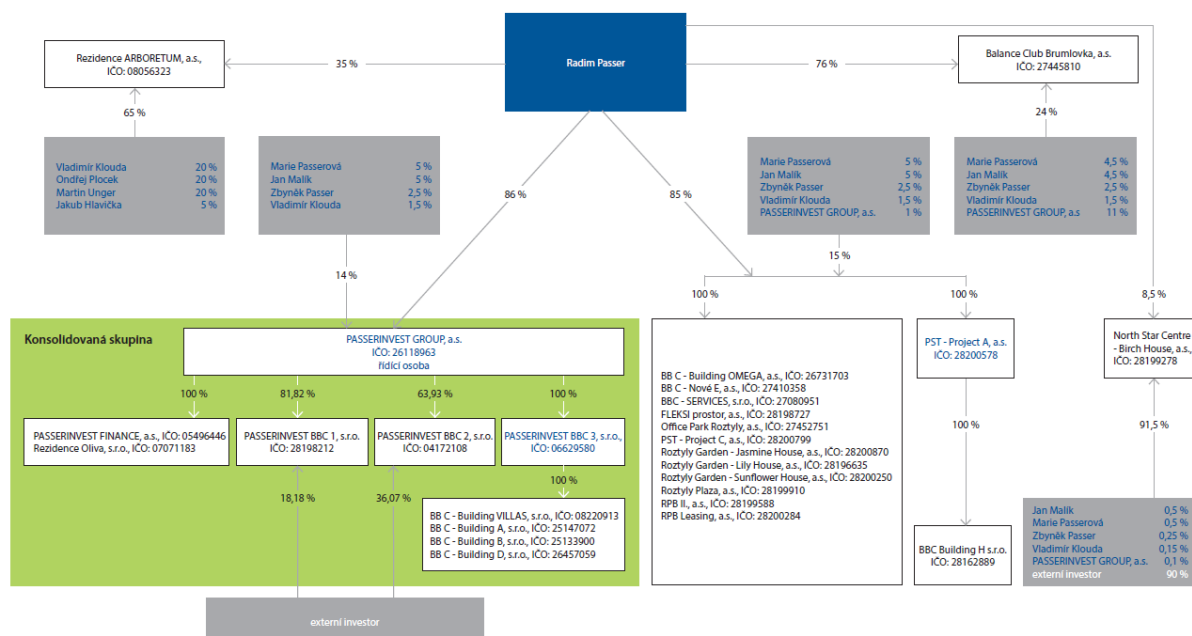 Radim Passer
Rezidence ARBORETUM, a.s.,
IČO: 08056323
35 %
76 %
Balance Club Brumlovka, a.s.
IČO: 27445810
65 %
24 %
Vladimír Klouda 20 %
Ondřej Plocek 20 %
Martin Unger 20 %
Jakub Hlavička 5 %
Marie Passerová 5 %
Jan Malík 5 %
Zbyněk Passer 2,5 %
Vladimír Klouda 1,5 %
86 %
85 %
Marie Passerová 5 %
Jan Malík 5 %
Zbyněk Passer 2,5 %
Vladimír Klouda 1,5 %
PASSERINVEST GROUP, a.s. 1 %
Marie Passerová 4,5 %
Jan Malík 4,5 %
Zbyněk Passer 2,5 %
Vladimír Klouda 1,5 %
PASSERINVEST GROUP, a.s 11 %
14 %
15 %
100 %
100 %
8,5 %
Konsolidovaná skupina
PASSERINVEST GROUP, a.s.
IČO: 26118963
řídící osoba
100 %
81,82 %
63,93 %
100 %
PASSERINVEST FINANCE, a.s., IČO: 05496446
Rezidence Oliva, s.r.o., IČO: 07071183
PASSERINVEST BBC 1, s.r.o.
IČO: 28198212
PASSERINVEST BBC 2, s.r.o.
IČO: 04172108
PASSERINVEST BBC 3, s.r.o.,
IČO: 06629580
18,18 %
36,07 %
100 %
BB C - Building VILLAS, s.r.o., IČO: 08220913
BB C - Building A, s.r.o., IČO: 25147072
BB C - Building B, s.r.o., IČO: 25133900
BB C - Building D, s.r.o., IČO: 26457059
externí investor
BB C - Building OMEGA, a.s., IČO: 26731703
BB C - Nové E, a.s., IČO: 27410358
BBC - SERVICES, s.r.o., IČO: 27080951
FLEKSI prostor, a.s., IČO: 28198727
Office Park Roztyly, a.s., IČO: 27452751
PST - Project C, a.s., IČO: 28200799
Roztyly Garden - Jasmine House, a.s., IČO: 28200870
Roztyly Garden - Lily House, a.s., IČO: 28196635
Roztyly Garden - Sunflower House, a.s., IČO: 28200250
Roztyly Plaza, a.s., IČO: 28199910
RPB II., a.s., IČO: 28199588
RPB Leasing, a.s., IČO: 28200284
PST - Project A, a.s.
IČO: 28200578
100 %
BBC Building H s.r.o.
IČO: 28162889
North Star Centre
- Birch House, a.s.,
IČO: 28199278
91,5 %
Jan Malík 0,5 %
Marie Passerová 0,5 %
Zbyněk Passer 0,25 %
Vladimír Klouda 0,15 %
PASSERINVEST GROUP, a.s. 0,1 %
externí investor 90 %